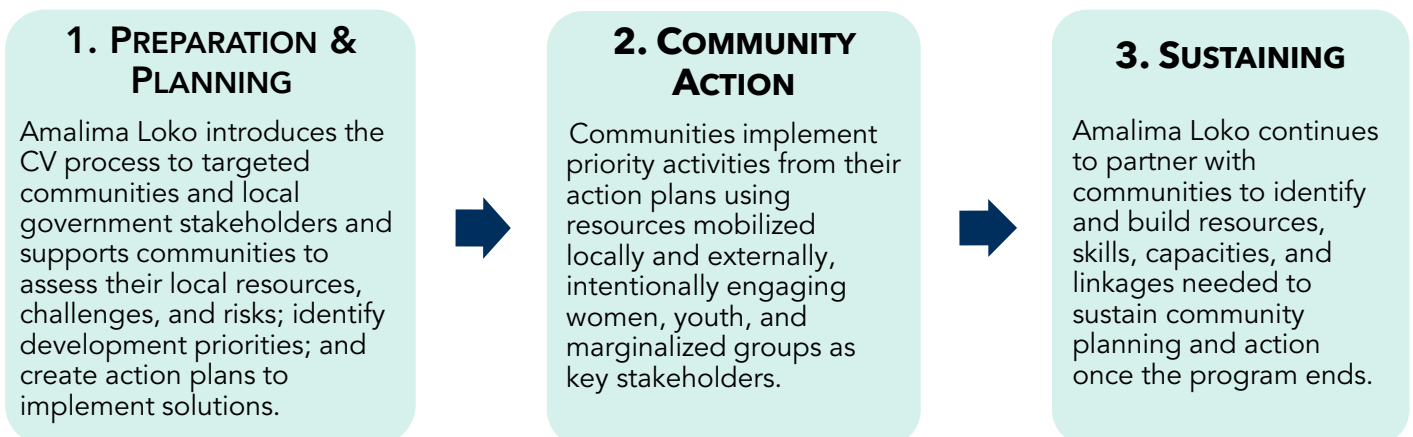 1. PREPARATION &
PLANNING
Amalima Loko introduces the
CV process to targeted
communities and local
government stakeholders and
supports communities to
assess their local resources,
challenges, and risks; identify
development priorities; and
create action plans to
implement solutions.
2. COMMUNITY
ACTION
Communities implement
priority activities from their
action plans using
resources mobilized
locally and externally,
intentionally engaging
women, youth, and
marginalized groups as
key stakeholders.
3. SUSTAINING
Amalima Loko continues
to partner with
communities to identify
and build resources,
skills, capacities, and
linkages needed to
sustain community
planning and action
once the program ends.